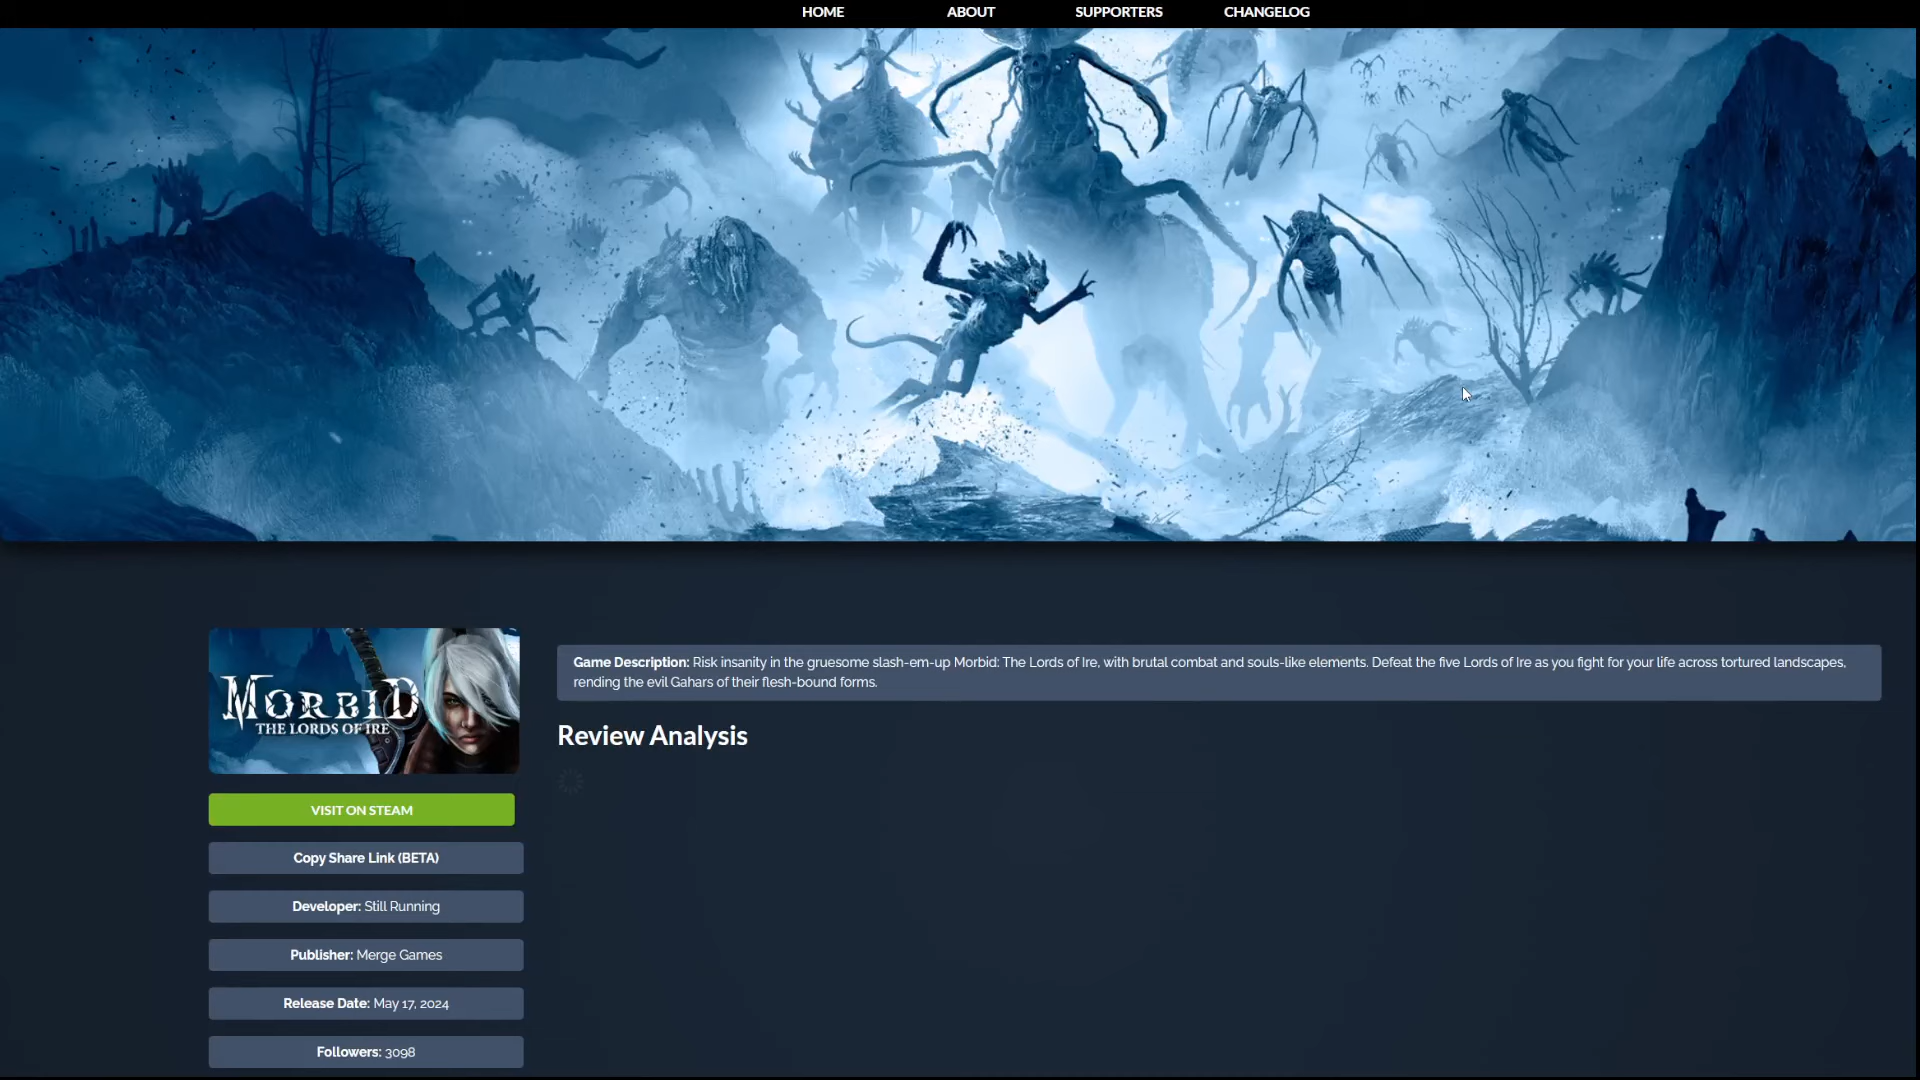 HOME ABOUT SUPPORTERS CHANGELOG
MORBID
THE LORDS OF IRE
Game Description: Risk insanity in the gruesome slash-em-up Morbid: The Lords of Ire, with brutal combat and souls-like elements. Defeat the five Lords of Ire as you fight for your life across tortured landscapes,
rending the evil Gahars of their flesh-bound forms.
Review Analysis
VISIT ON STEAM
Copy Share Link (BETA)
Developer: Still Running
Publisher: Merge Games
Release Date: May 17, 2024
Followers: 3098